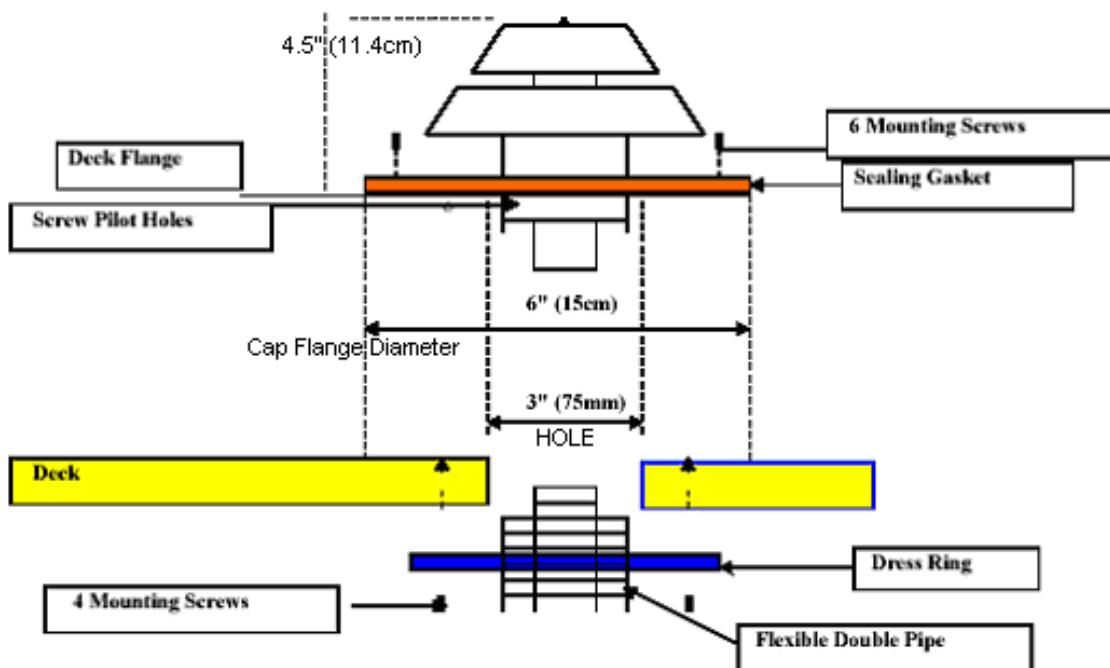 4.5" (11.4cm)
6 Mounting Screws
Deck Flange
Sealing Gasket
Screw Pilot Holes
6" (15cm)
Cap Flange Diameter
3" (75mm)
HOLE
Deck
Dress Ring
4 Mounting Screws
Flexible Double Pipe